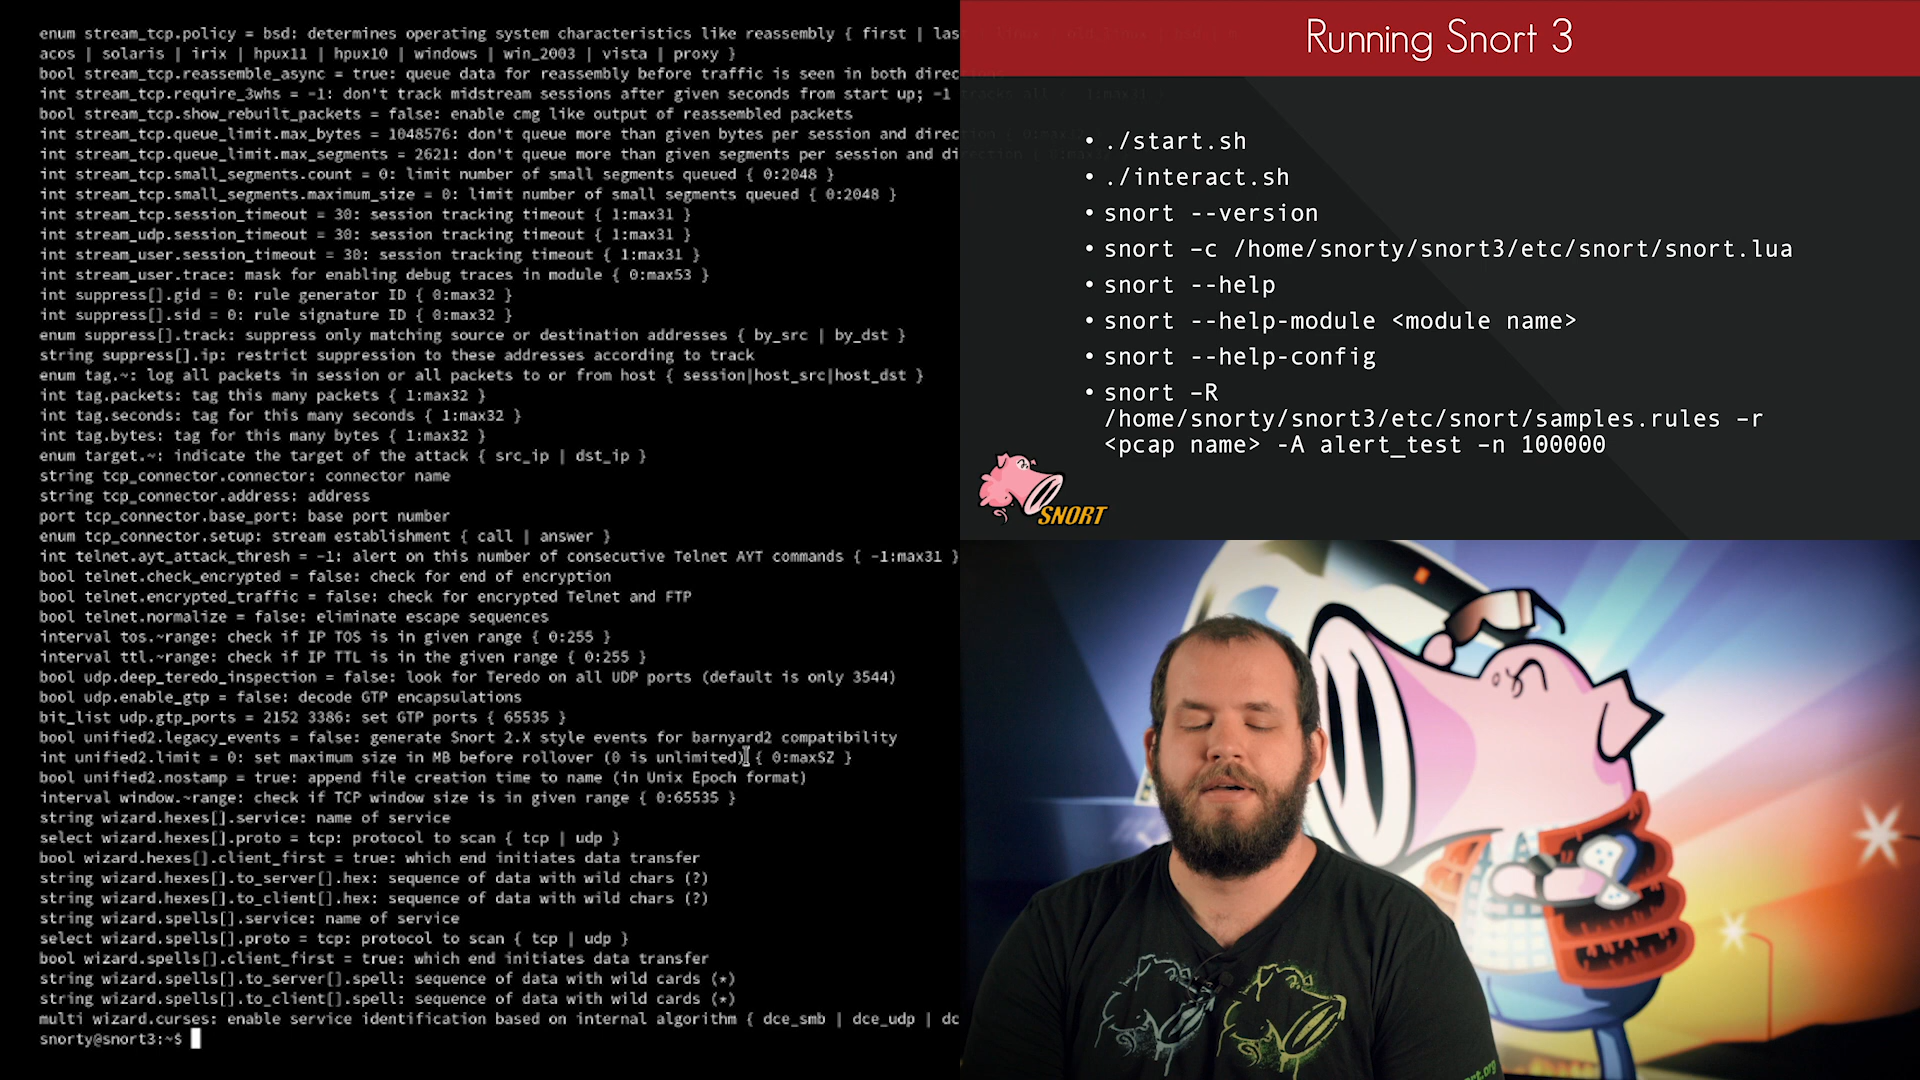 enum stream_tcp.policy = bsd: determines operating system characteristics like reassembly { first | las
acos | solaris | irix | hpux11 | hpux10 | windows | win_2003 | vista | proxy }
bool stream_tcp.reassemble_async = true: queue data for reassembly before traffic is seen in both direc
int stream_tcp.require_3whs = -1: don't track midstream sessions after given seconds from start up; -1
bool stream_tcp.show_rebuilt_packets = false: enable cmg like output of reassembled packets
int stream_tcp.queue_limit.max_bytes = 1048576: don't queue more than given bytes per session and direc
int stream_tcp.queue_limit.max_segments = 2621: don't queue more than given segments per session and di
int stream_tcp.small_segments.count = 0: limit number of small segments queued { 0:2048 }
int stream_tcp.small_segments.maximum_size = 0: limit number of small segments queued { 0:2048 }
int stream_tcp.session_timeout = 30: session tracking timeout { 1:max31 }
int stream_udp.session_timeout = 30: session tracking timeout { 1:max31 }
int stream_user.session_timeout = 30: session tracking timeout { 1:max31 }
int stream_user.trace: mask for enabling debug traces in module { 0:max53 }
int suppress[].gid = 0: rule generator ID { 0:max32 }
int suppress[].sid = 0: rule signature ID { 0:max32 }
enum suppress[].track: suppress only matching source or destination addresses { by_src | by_dst }
string suppress[].ip: restrict suppression to these addresses according to track
enum tag.~: log all packets in session or all packets to or from host { session|host_src|host_dst }
int tag.packets: tag this many packets { 1:max32 }
int tag.seconds: tag for this many seconds { 1:max32 }
int tag.bytes: tag for this many bytes { 1:max32 }
enum target.~: indicate the target of the attack { src_ip | dst_ip }
string tcp_connector.connector: connector name
string tcp_connector.address: address
port tcp_connector.base_port: base port number
enum tcp_connector.setup: stream establishment { call | answer }
int telnet.ayt_attack_thresh = -1: alert on this number of consecutive Telnet AYT commands { -1:max31 }
bool telnet.check_encrypted = false: check for end of encryption
bool telnet.encrypted_traffic = false: check for encrypted Telnet and FTP
bool telnet.normalize = false: eliminate escape sequences
interval tos.~range: check if IP TOS is in given range { 0:255 }
interval ttl.~range: check if IP TTL is in the given range { 0:255 }
bool udp.deep_teredo_inspection = false: look for Teredo on all UDP ports (default is only 3544)
bool udp.enable_gtp = false: decode GTP encapsulations
bit_list udp.gtp_ports = 2152 3386: set GTP ports { 65535 }
bool unified2.legacy_events = false: generate Snort 2.X style events for barnyard2 compatibility
int unified2.limit = 0: set maximum size in MB before rollover (0 is unlimited) { 0:maxSZ }
bool unified2.nostamp = true: append file creation time to name (in Unix Epoch format)
interval window.~range: check if TCP window size is in given range { 0:65535 }
string wizard.hexes[].service: name of service
select wizard.hexes[].proto = tcp: protocol to scan { tcp | udp }
bool wizard.hexes[].client_first = true: which end initiates data transfer
string wizard.hexes[].to_server[].hex: sequence of data with wild chars (?)
string wizard.hexes[].to_client[].hex: sequence of data with wild chars (?)
string wizard.spells[].service: name of service
select wizard.spells[].proto = tcp: protocol to scan { tcp | udp }
bool wizard.spells[].client_first = true: which end initiates data transfer
string wizard.spells[].to_server[].spell: sequence of data with wild cards (*)
string wizard.spells[].to_client[].spell: sequence of data with wild cards (*)
multi wizard.curses: enable service identification based on internal algorithm { dce_smb | dce_udp | dc
snorty@snort3:~$
Running Snort 3
• ./start.sh
• ./interact.sh
• snort --version
• snort -c /home/snorty/snort3/etc/snort/snort.lua
• snort --help
• snort --help-module <module name>
• snort --help-config
• snort -R
/home/snorty/snort3/etc/snort/samples.rules -r
<pcap name> -A alert_test -n 100000
SNORT